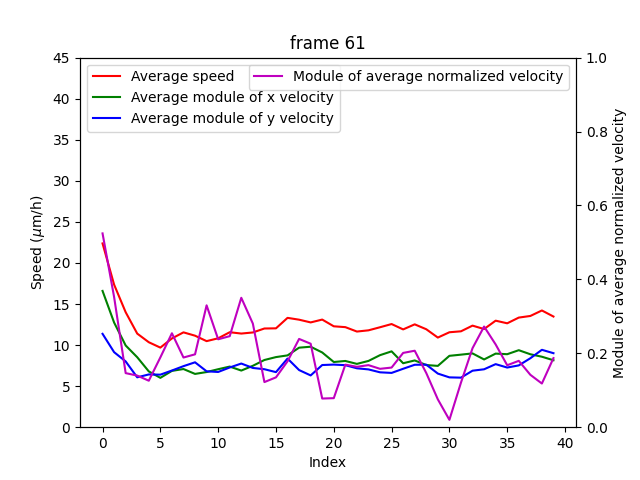 frame 61
Average speed
Average module of x velocity
Average module of y velocity
Module of average normalized velocity
45
40
35
30
25
20
15
10
5
0
Speed (μm/h)
1.0
0.8
0.6
0.4
0.2
0.0
Module of average normalized velocity
0 5 10 15 20 25 30 35 40
Index